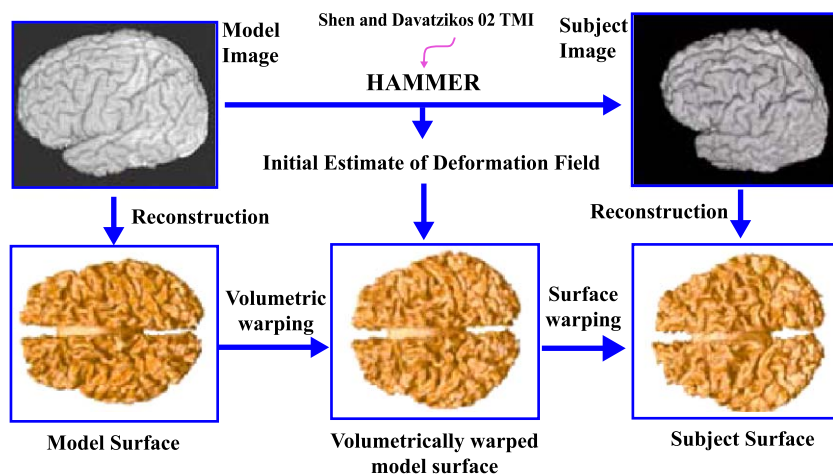 Shen and Davatzikos 02 TMI
Model
Image
Subject
Image
HAMMER
Initial Estimate of Deformation Field
Reconstruction
Reconstruction
Volumetric
warping
Surface
warping
Model Surface
Volumetrically warped
model surface
Subject Surface